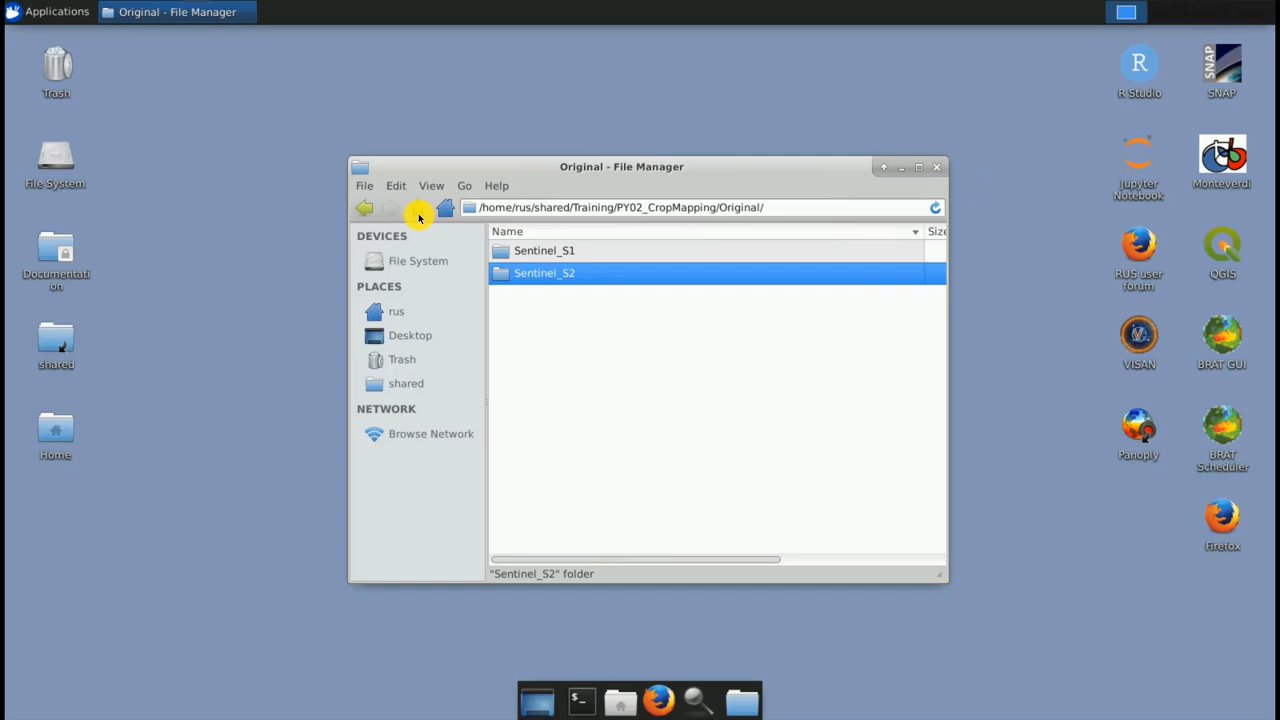 Applications
Original - File Manager
Trash
File System
Documentati
on
shared
Home
Original - File Manager
File Edit View Go Help
/home/rus/shared/Training/PY02_CropMapping/Original/
DEVICES
File System
PLACES
rus
Desktop
Trash
shared
NETWORK
Browse Network
Name
Size
Sentinel_S1
Sentinel_S2
"Sentinel_S2" folder
R
R Studio
SNAP
SNAP
Jupyter
Notebook
Monteverdi
RUS user
forum
QGIS
VISAN
BRAT GUI
Panoply
BRAT
Scheduler
Firefox